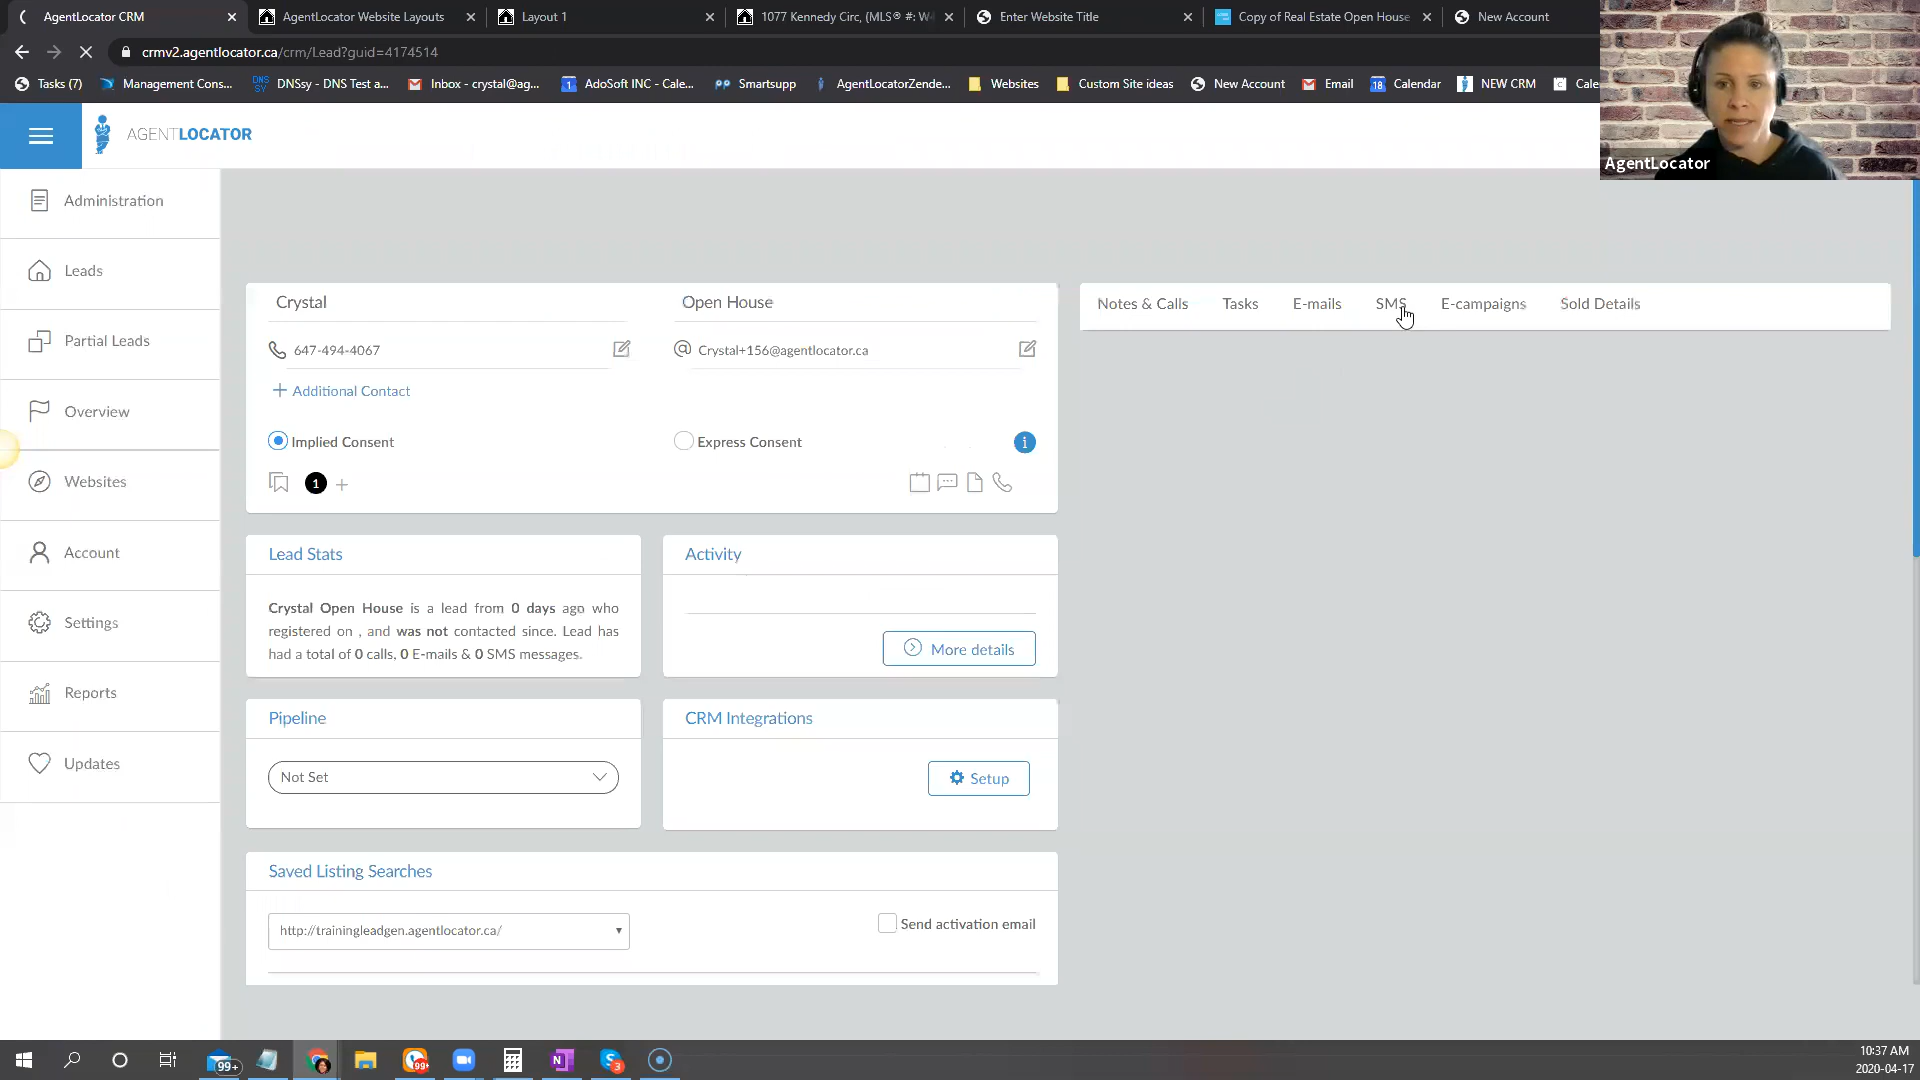 AgentLocator CRM
AgentLocator Website Layouts
Layout 1
1077 Kennedy Circ, (MLS® #: W
Enter Website Title
Copy of Real Estate Open House
New Account
crmv2.agentlocator.ca/crm/Lead?guid=4174514
Tasks (7)
Management Cons...
DNSsy - DNS Test a...
Inbox - crystal@ag...
AdoSoft INC - Cale...
Smartsupp
AgentLocatorZende...
Websites
Custom Site ideas
New Account
Email
Calendar
NEW CRM
Cale
AGENTLOCATOR
AgentLocator
Administration
Leads
Partial Leads
Overview
Websites
Account
Settings
Reports
Updates
Crystal
Open House
647-494-4067
Crystal+156@agentlocator.ca
Additional Contact
Implied Consent
Express Consent
1
Notes & Calls
Tasks
E-mails
SMS
E-campaigns
Sold Details
Lead Stats
Crystal Open House is a lead from 0 days ago who
registered on , and was not contacted since. Lead has
had a total of 0 calls, 0 E-mails & 0 SMS messages.
Activity
More details
Pipeline
Not Set
CRM Integrations
Setup
Saved Listing Searches
http://trainingleadgen.agentlocator.ca/
Send activation email
99+
99+
3
10:37 AM
2020-04-17